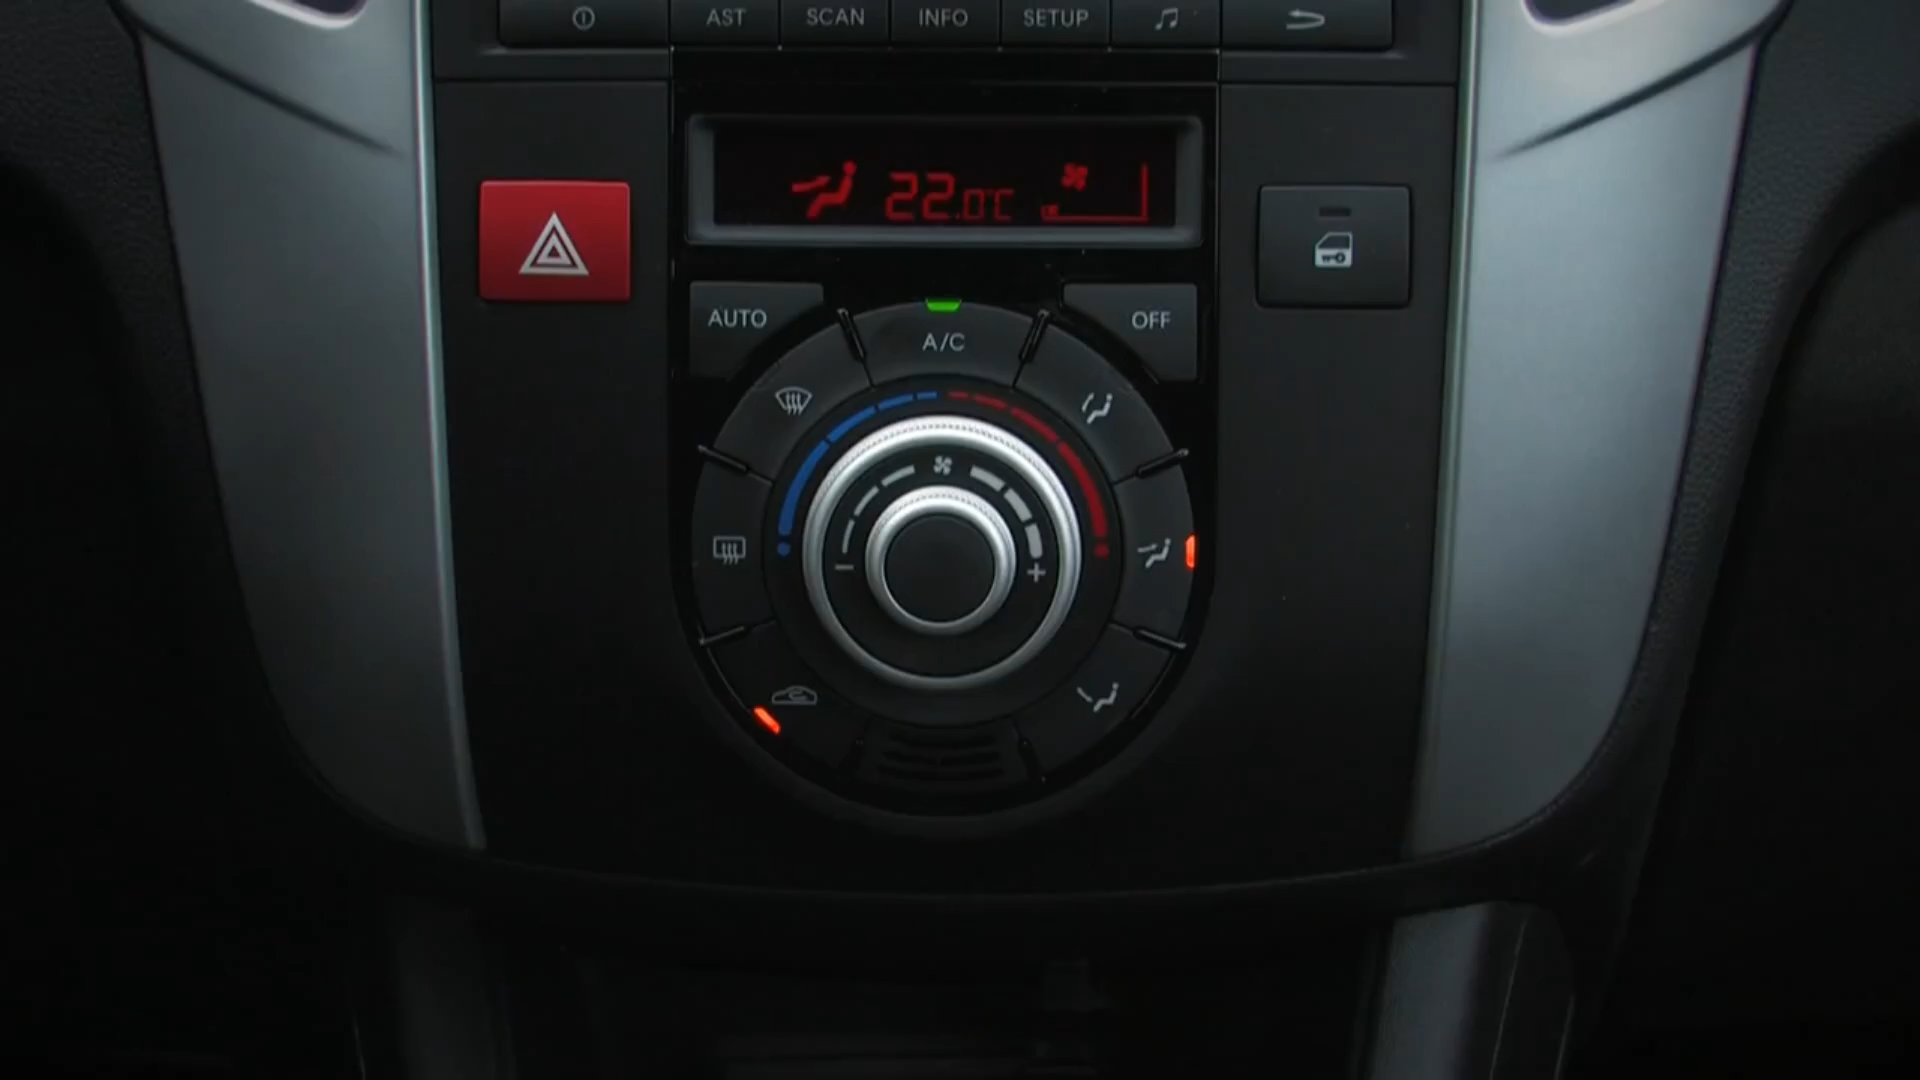 AST SCAN INFO SETUP
22.0°C
AUTO OFF
A/C
- +